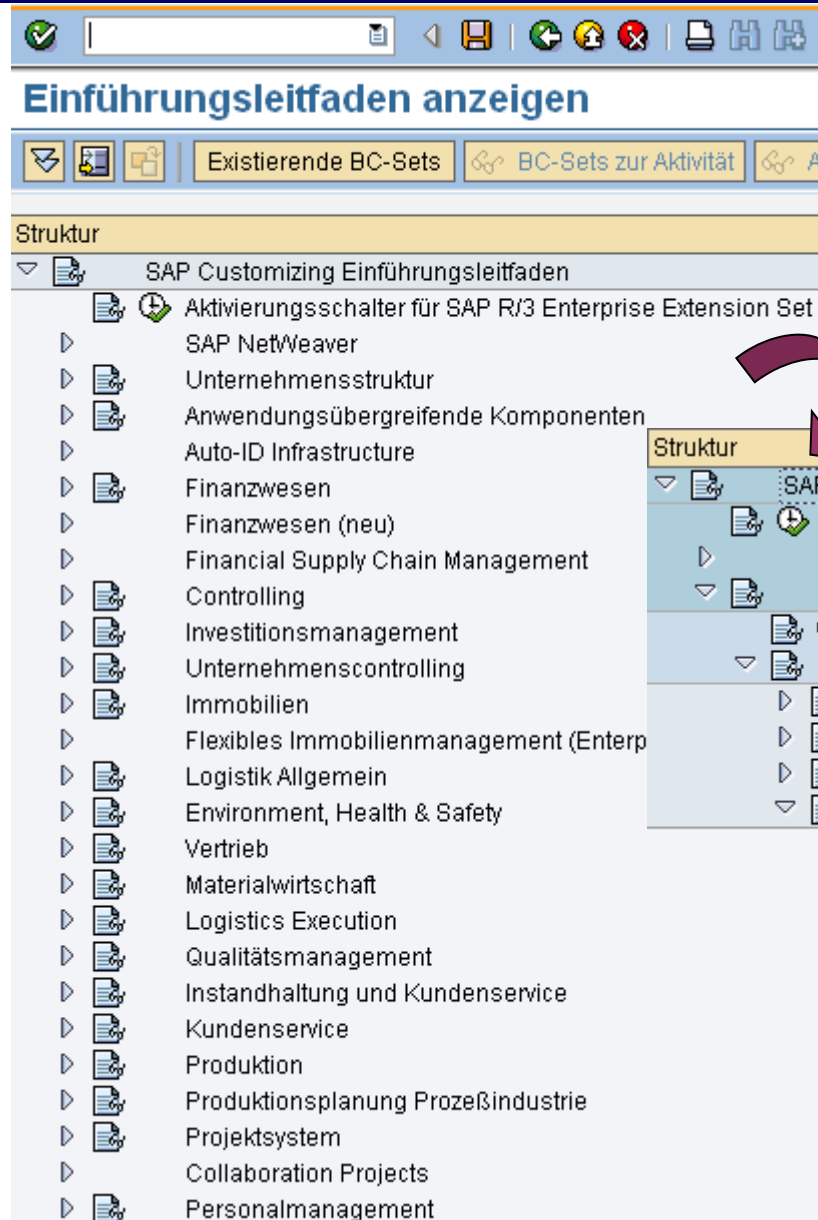 Einführungsleitfaden anzeigen
Existierende BC-Sets BC-Sets zur Aktivität
Struktur
SAP Customizing Einführungsleitfaden
Aktivierungsschalter für SAP R/3 Enterprise Extension Set
SAP NetWeaver
Unternehmensstruktur
Anwendungsübergreifende Komponenten
Auto-ID Infrastructure
Finanzwesen
Finanzwesen (neu)
Financial Supply Chain Management
Controlling
Investitionsmanagement
Unternehmenscontrolling
Immobilien
Flexibles Immobilienmanagement (Enterp
Logistik Allgemein
Environment, Health & Safety
Vertrieb
Materialwirtschaft
Logistics Execution
Qualitätsmanagement
Instandhaltung und Kundenservice
Kundenservice
Produktion
Produktionsplanung Prozeßindustrie
Projektsystem
Collaboration Projects
Personalmanagement
Struktur